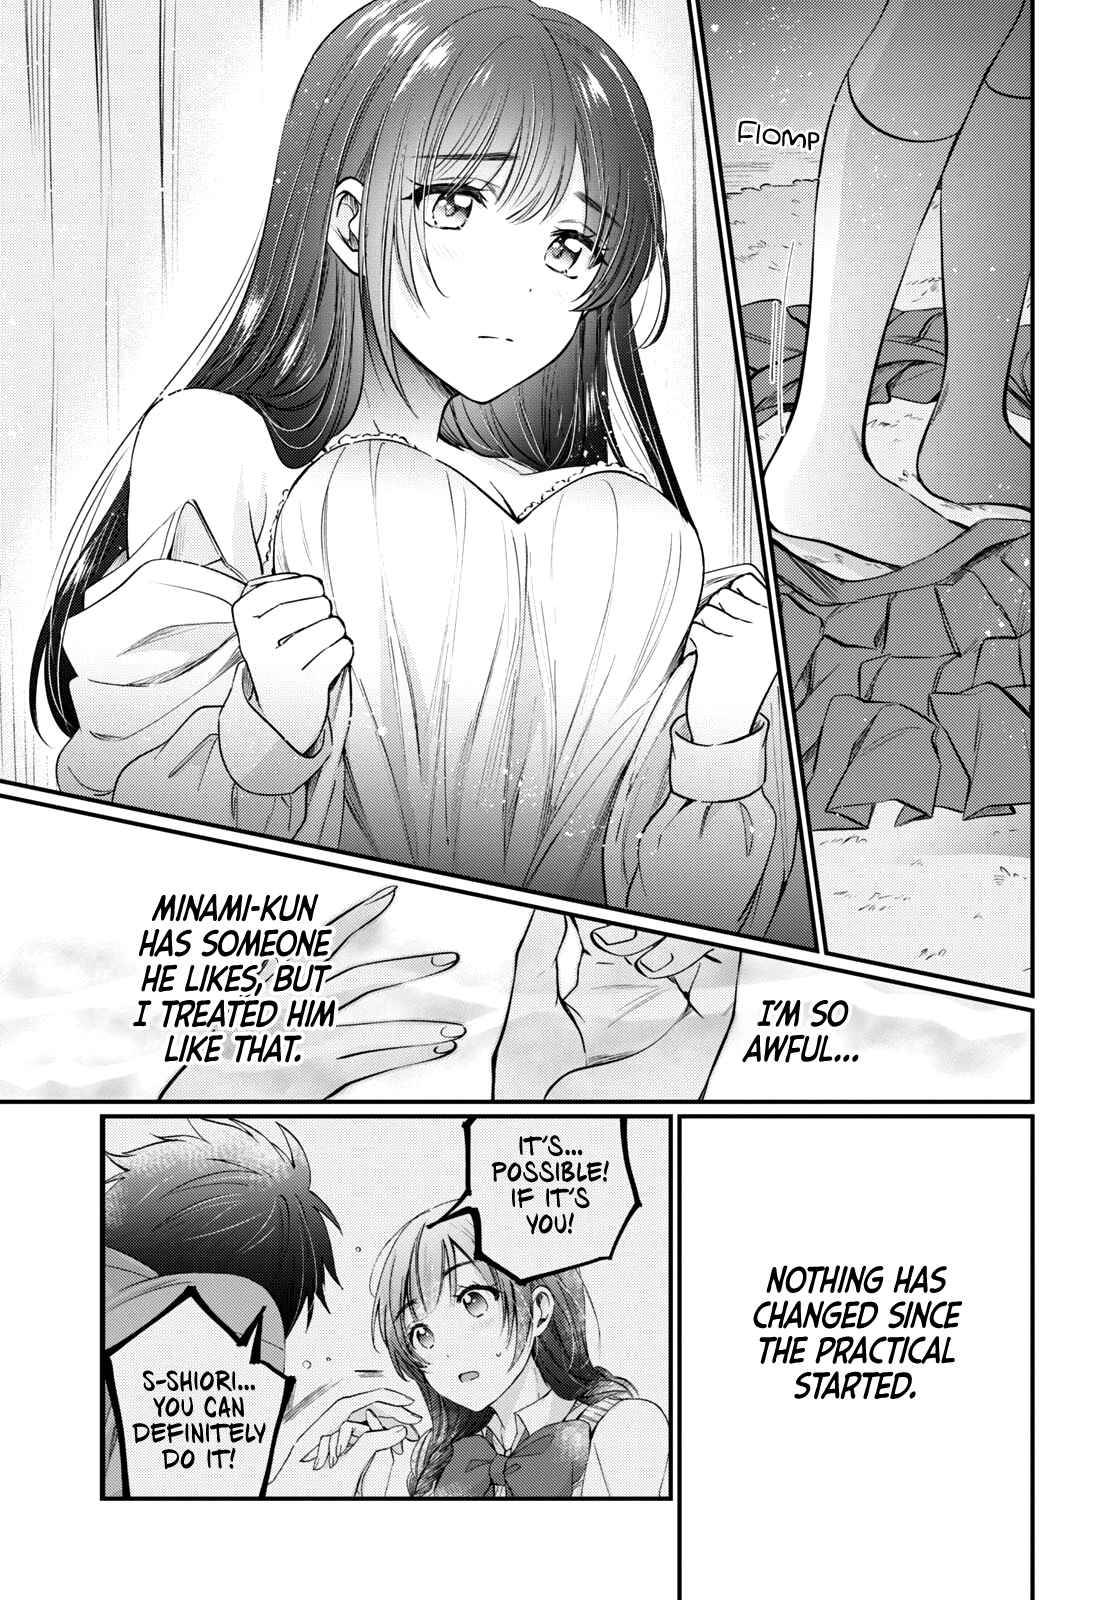 Flomp
I'M SO
AWFUL...
MINAMI-KUN
HAS SOMEONE
HE LIKES, BUT
I TREATED HIM
LIKE THAT.
NOTHING HAS
CHANGED SINCE
THE PRACTICAL
STARTED.
IT'S...
POSSIBLE!
IF IT'S
YOU!
S-SHIORI...
YOU CAN
DEFINITELY
DO IT!